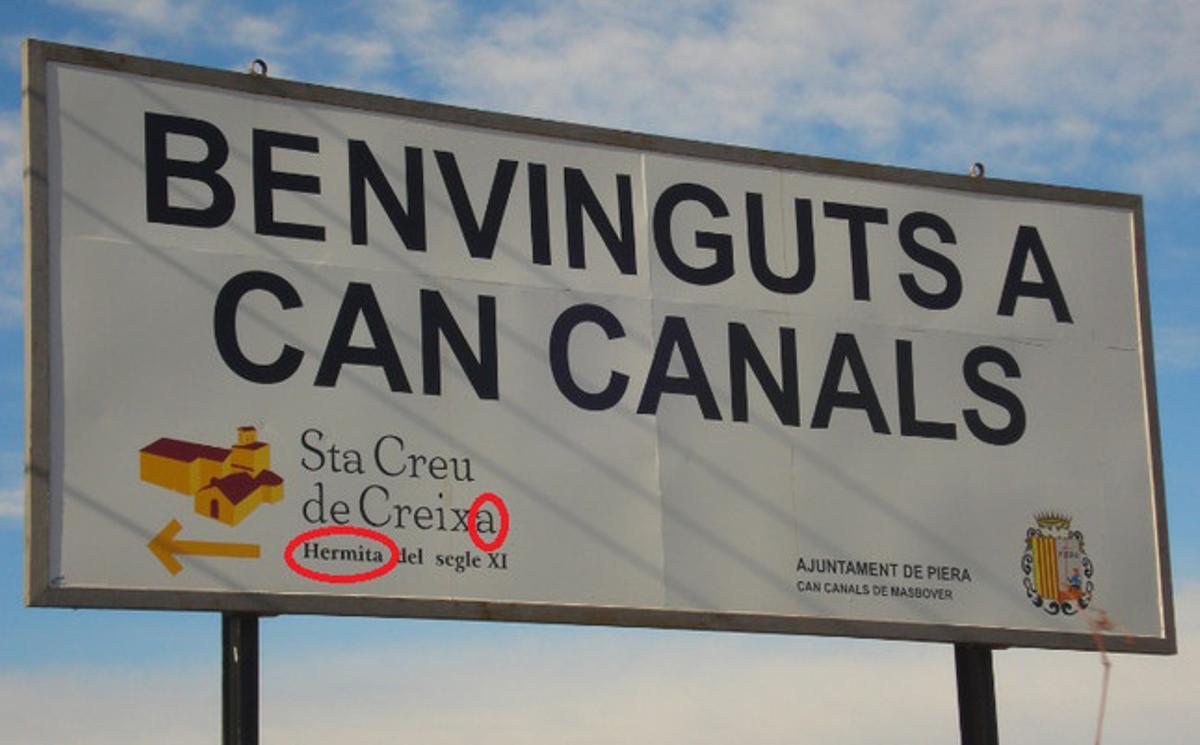 BENVINGUTS A
CAN CANALS
Sta Creu
de Creixa
Hermita del segle XI
AJUNTAMENT DE PIERA
CAN CANALS DE MASBOVER